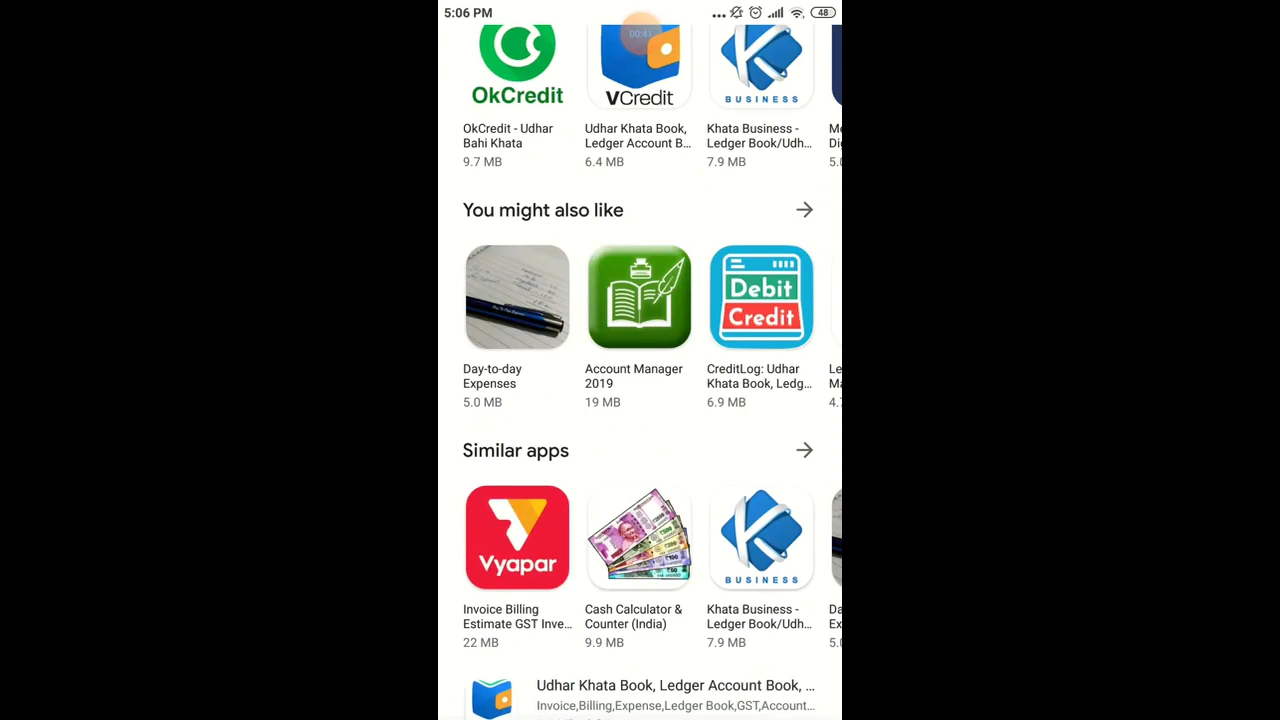 5:06 PM
48
00:41
OkCredit
VCredit
BUSINESS
OkCredit - Udhar
Bahi Khata
9.7 MB
Udhar Khata Book,
Ledger Account B...
6.4 MB
Khata Business -
Ledger Book/Udh...
7.9 MB
You might also like
Debit
Credit
Day-to-day
Expenses
5.0 MB
Account Manager
2019
19 MB
CreditLog: Udhar
Khata Book, Ledg...
6.9 MB
Similar apps
Vyapar
BUSINESS
Invoice Billing
Estimate GST Inve...
22 MB
Cash Calculator &
Counter (India)
9.9 MB
Khata Business -
Ledger Book/Udh...
7.9 MB
Udhar Khata Book, Ledger Account Book, ...
Invoice,Billing,Expense,Ledger Book,GST,Account...